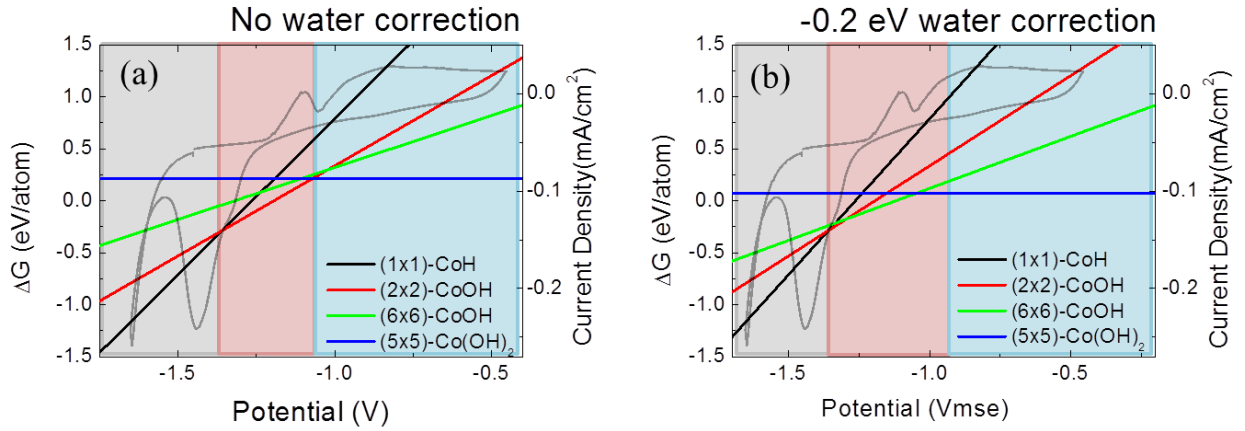 No water correction
(a)
1.5
1.0
0.5
0.0
-0.5
-1.0
-1.5
ΔG (eV/atom)
0.0
-0.1
-0.2
Current Density(mA/cm²)
(1x1)-CoH
(2x2)-CoOH
(6x6)-CoOH
(5x5)-Co(OH)₂
-1.5
-1.0
-0.5
Potential (V)
-0.2 eV water correction
(b)
1.5
1.0
0.5
0.0
-0.5
-1.0
-1.5
ΔG (eV/atom)
0.0
-0.1
-0.2
Current Density(mA/cm²)
(1x1)-CoH
(2x2)-CoOH
(6x6)-CoOH
(5x5)-Co(OH)₂
-1.5
-1.0
-0.5
Potential (Vmse)